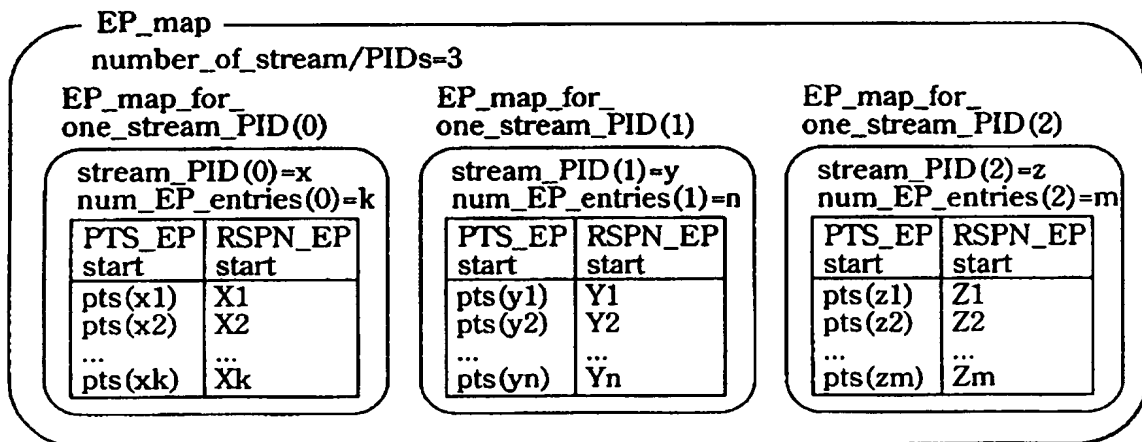 EP_map
number_of_stream/PIDs=3
EP_map_for_
one_stream_PID(0)
stream_PID(0)=x
num_EP_entries(0)=k
PTS_EP RSPN_EP
start start
pts(x1) X1
pts(x2) X2
... ...
pts(xk) Xk
EP_map_for_
one_stream_PID(1)
stream_PID(1)=y
num_EP_entries(1)=n
PTS_EP RSPN_EP
start start
pts(y1) Y1
pts(y2) Y2
... ...
pts(yn) Yn
EP_map_for_
one_stream_PID(2)
stream_PID(2)=z
num_EP_entries(2)=m
PTS_EP RSPN_EP
start start
pts(z1) Z1
pts(z2) Z2
... ...
pts(zm) Zm